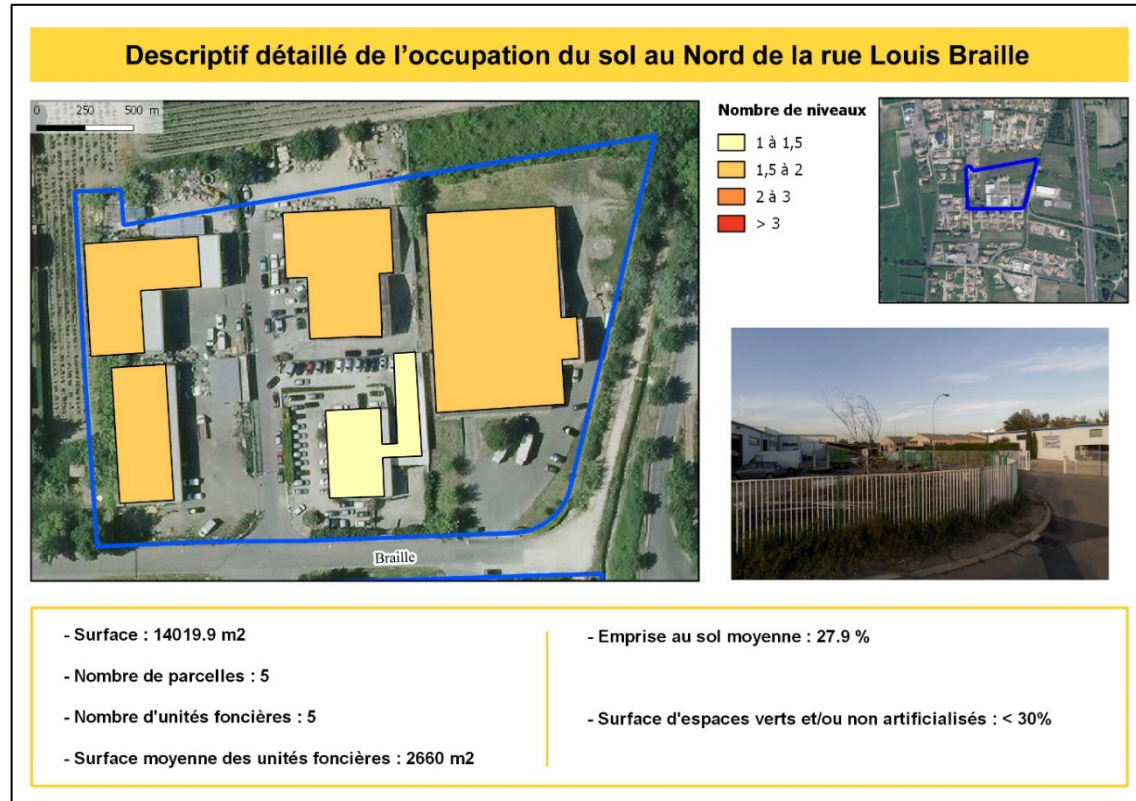 Descriptif détaillé de l'occupation du sol au Nord de la rue Louis Braille
0 250 500 m
Nombre de niveaux
1 à 1,5
1,5 à 2
2 à 3
> 3
Braille
- Surface : 14019.9 m2
- Nombre de parcelles : 5
- Nombre d'unités foncières : 5
- Surface moyenne des unités foncières : 2660 m2
- Emprise au sol moyenne : 27.9 %
- Surface d'espaces verts et/ou non artificialisés : < 30%